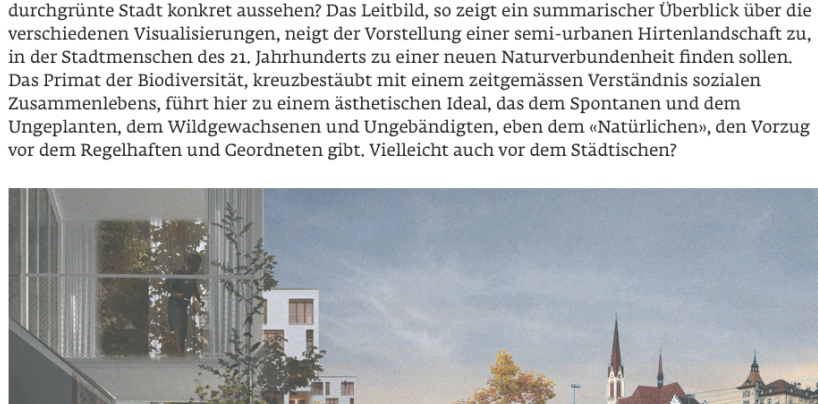 durchgrünte Stadt konkret aussehen? Das Leitbild, so zeigt ein summarischer Überblick über die
verschiedenen Visualisierungen, neigt der Vorstellung einer semi-urbanen Hirtenlandschaft zu,
in der Stadtmenschen des 21. Jahrhunderts zu einer neuen Naturverbundenheit finden sollen.
Das Primat der Biodiversität, kreuzbestäubt mit einem zeitgemässen Verständnis sozialen
Zusammenlebens, führt hier zu einem ästhetischen Ideal, das dem Spontanen und dem
Ungeplanten, dem Wildgewachsenen und Ungebändigten, eben dem «Natürlichen», den Vorzug
vor dem Regelhaften und Geordneten gibt. Vielleicht auch vor dem Städtischen?